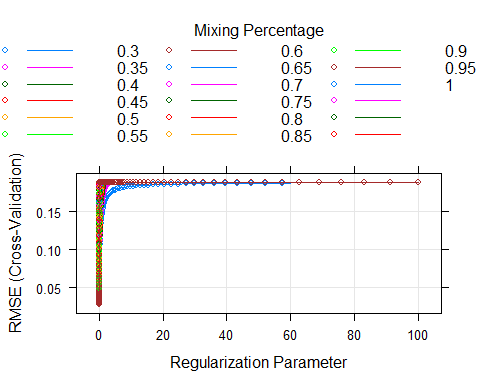 Mixing Percentage
0.3 0.6 0.9
0.35 0.65 0.95
0.4 0.7 1
0.45 0.75
0.5 0.8
0.55 0.85
RMSE (Cross-Validation)
0.15
0.10
0.05
0 20 40 60 80 100
Regularization Parameter